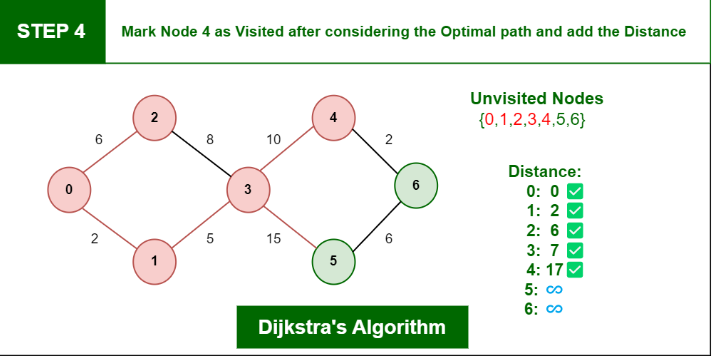 STEP 4
Mark Node 4 as Visited after considering the Optimal path and add the Distance
Unvisited Nodes
{0,1,2,3,4,5,6}
2
4
6
8
10
2
0
3
6
2
5
15
6
1
5
Distance:
0: 0 ✅
1: 2 ✅
2: 6 ✅
3: 7 ✅
4: 17 ✅
5: ∞
6: ∞
Dijkstra's Algorithm